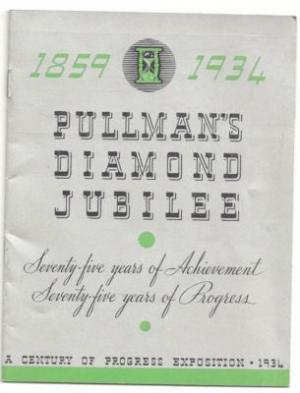 1859 1934
PULLMAN'S
DIAMOND
JUBILEE
Seventy-five years of Achievement
Seventy-five years of Progress
A CENTURY OF PROGRESS EXPOSITION • 1934